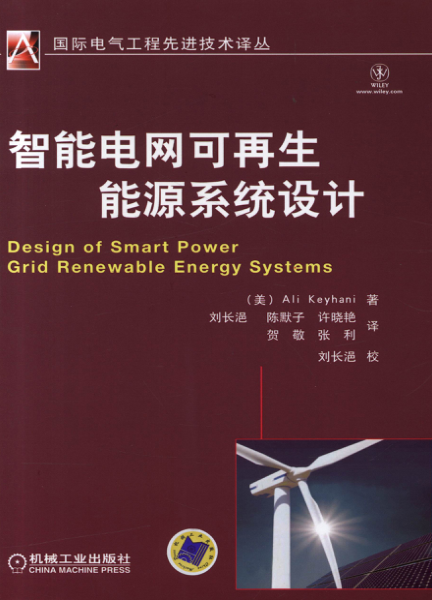 国际电气工程先进技术译丛
WILEY
www.wiley.com
智能电网可再生
能源系统设计
Design of Smart Power
Grid Renewable Energy Systems
(美) Ali Keyhani 著
刘长浥 陈默子 许晓艳
贺敬 张利 译
刘长浥 校
机械工业出版社
CHINA MACHINE PRESS